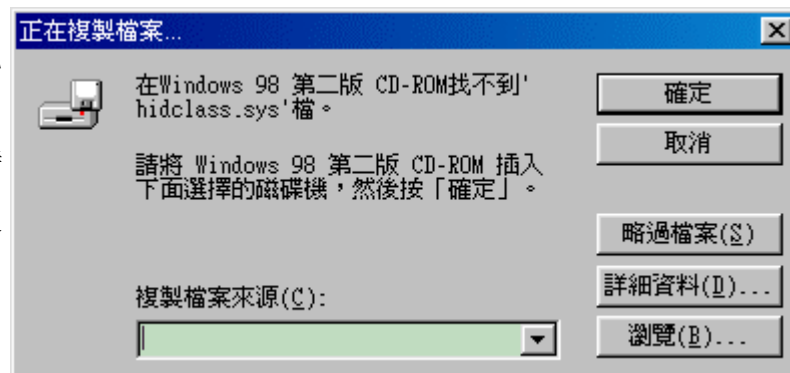 正在複製檔案...
在Windows 98 第二版 CD-ROM找不到'
hidclass.sys'檔。
請將 Windows 98 第二版 CD-ROM 插入
下面選擇的磁碟機，然後按「確定」。
複製檔案來源(C):
確定
取消
略過檔案(S)
詳細資料(D)...
瀏覽(B)...